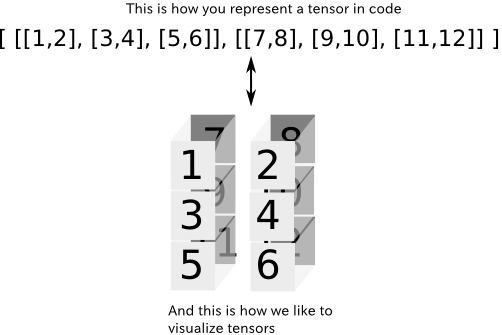 This is how you represent a tensor in code
[ [[1,2], [3,4], [5,6]], [[7,8], [9,10], [11,12]] ]
7 8
1 2
9
3 4
5 6
And this is how we like to
visualize tensors